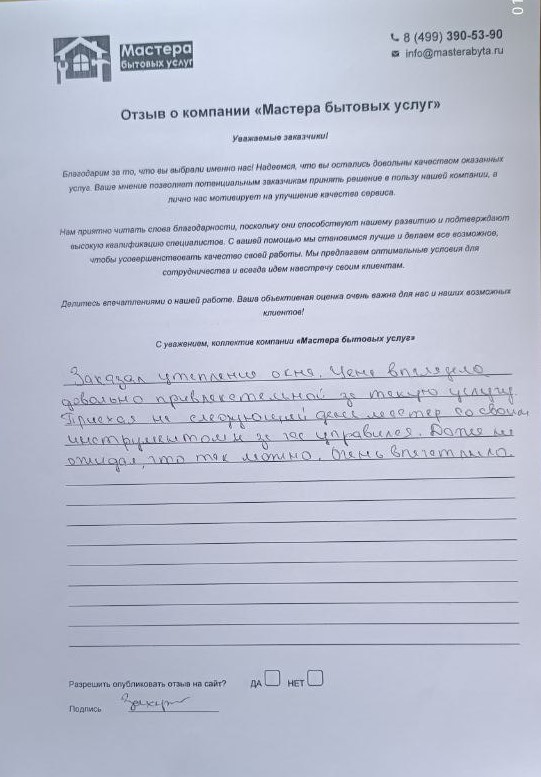 01
Мастера
бытовых услуг
8 (499) 390-53-90
info@masterabyta.ru
Отзыв о компании «Мастера бытовых услуг»
Уважаемые заказчики!
Благодарим за то, что вы выбрали именно нас! Надеемся, что вы остались довольны качеством оказанных
услуг. Ваше мнение позволяет потенциальным заказчикам принять решение в пользу нашей компании, а
лично нас мотивирует на улучшение качества сервиса.
Нам приятно читать слова благодарности, поскольку они способствуют нашему развитию и подтверждают
высокую квалификацию специалистов. С вашей помощью мы становимся лучше и делаем все возможное,
чтобы усовершенствовать качество своей работы. Мы предлагаем оптимальные условия для
сотрудничества и всегда идем навстречу своим клиентам.
Делитесь впечатлениями о нашей работе. Ваша объективная оценка очень важна для нас и наших возможных
клиентов!
С уважением, коллектив компании «Мастера бытовых услуг»
Заказал утепление окна. Цена выглядела
довольно привлекательной за такую услугу
Приехал на следующий день мастер со своим
инструментом и за час управился. Даже не
ожидал, что так можно. Очень впечатлило.
Разрешить опубликовать отзыв на сайт? ДА НЕТ
Подпись